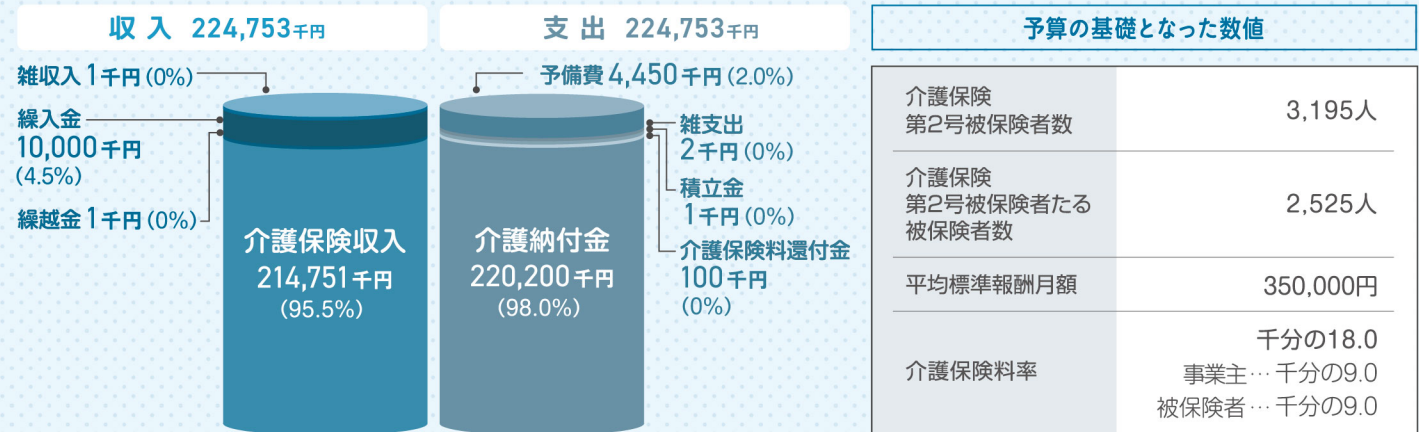 収入 224,753千円
雑収入1千円(0%)
繰入金
10,000千円
(4.5%)
繰越金1千円(0%)
介護保険収入
214,751千円
(95.5%)
支出 224,753千円
予備費4,450千円(2.0%)
雑支出
2千円(0%)
積立金
1千円(0%)
介護保険料還付金
100千円
(0%)
介護納付金
220,200千円
(98.0%)
予算の基礎となった数値
介護保険
第2号被保険者数
3,195人
介護保険
第2号被保険者たる
被保険者数
2,525人
平均標準報酬月額
350,000円
介護保険料率
千分の18.0
事業主…千分の9.0
被保険者…千分の9.0